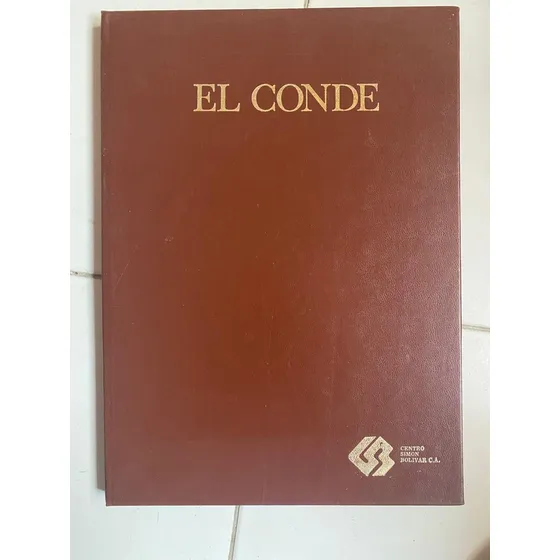 EL CONDE
CENTRO
SIMON
BOLIVAR C.A.